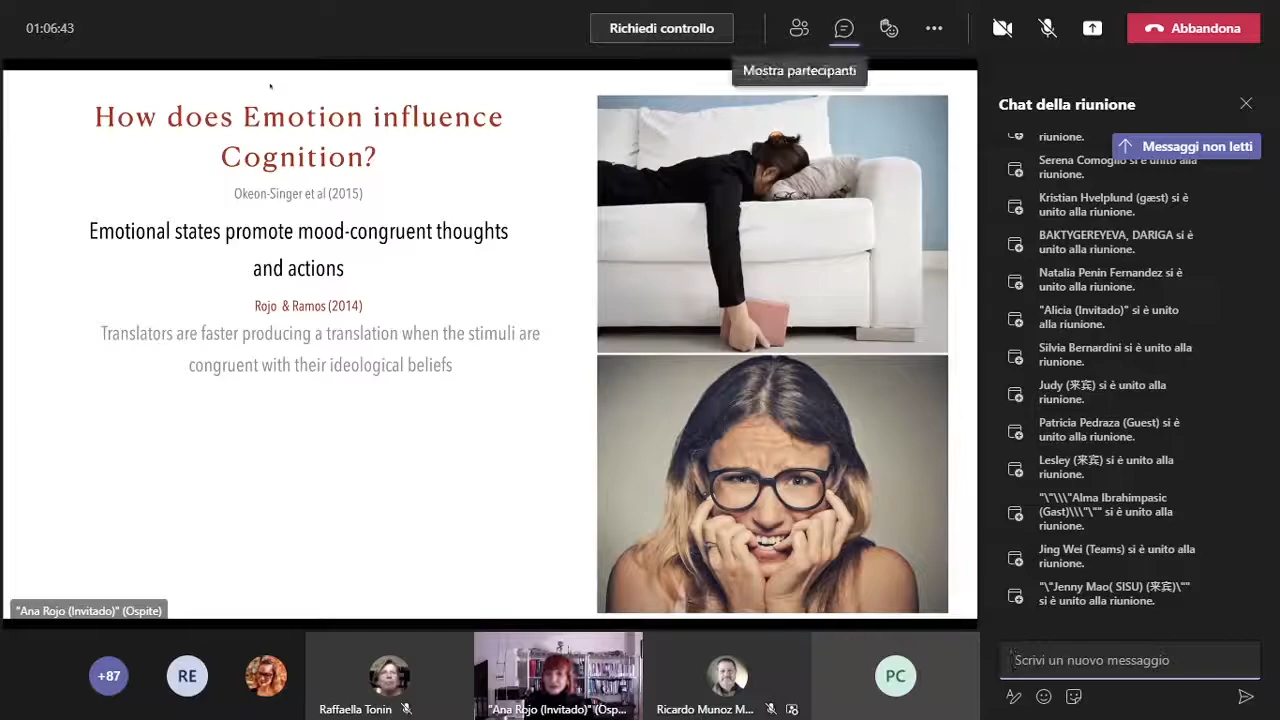 01:06:43
Richiedi controllo
Abbandona
Mostra partecipanti
How does Emotion influence
Cognition?
Okeon-Singer et al (2015)
Emotional states promote mood-congruent thoughts
and actions
Rojo & Ramos (2014)
Translators are faster producing a translation when the stimuli are
congruent with their ideological beliefs
"Ana Rojo (Invitado)" (Ospite)
+87
RE
Raffaella Tonin
"Ana Rojo (Invitado)" (Osp...
Ricardo Munoz M...
PC
Chat della riunione
riunione.
Messaggi non letti
Serena Comoglio si è unito alla
riunione.
Kristian Hvelplund (gæst) si è
unito alla riunione.
BAKTYGEREYEVA, DARIGA si è
unito alla riunione.
Natalia Penin Fernandez si è
unito alla riunione.
"Alicia (Invitado)" si è unito
alla riunione.
Silvia Bernardini si è unito alla
riunione.
Judy (来宾) si è unito alla
riunione.
Patricia Pedraza (Guest) si è
unito alla riunione.
Lesley (来宾) si è unito alla
riunione.
"\"\\\"Alma Ibrahimpasic
(Gast)\\\"\"" si è unito alla
riunione.
Jing Wei (Teams) si è unito alla
riunione.
"\"Jenny Mao( SISU) (来宾)\""
si è unito alla riunione.
Scrivi un nuovo messaggio